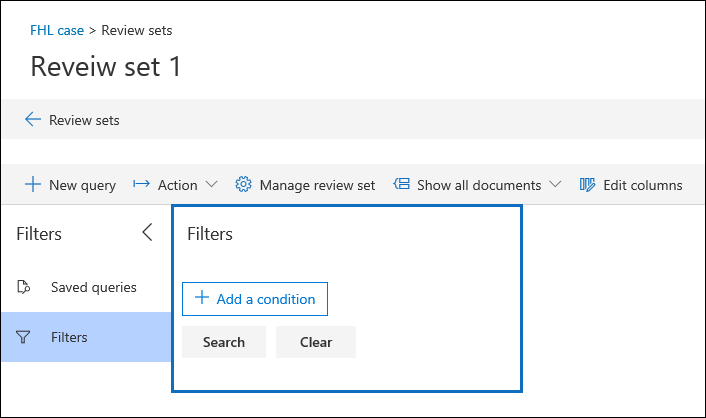 FHL case > Review sets
Reveiw set 1
Review sets
New query Action Manage review set Show all documents Edit columns
Filters
Filters
Saved queries
Add a condition
Filters
Search Clear